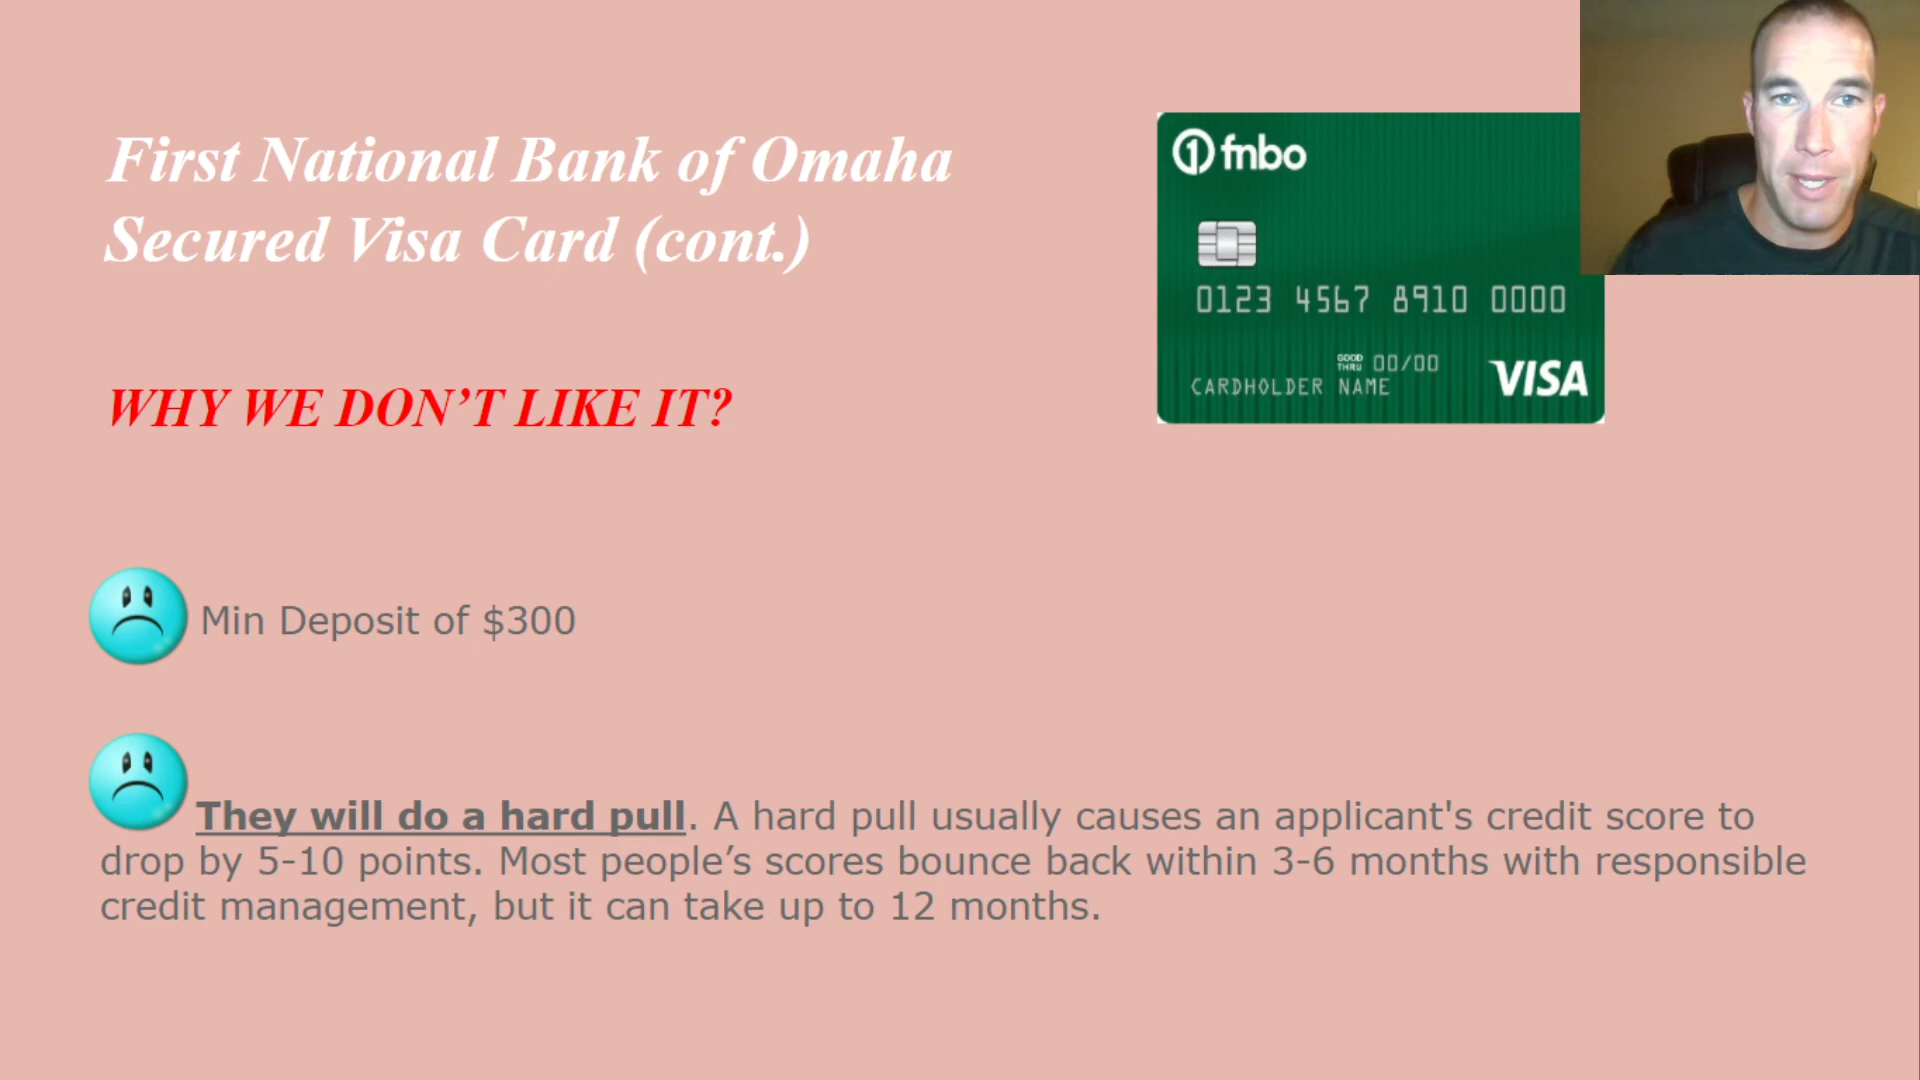 First National Bank of Omaha
Secured Visa Card (cont.)
fnbo
0123 4567 8910 0000
GOOD THRU 00/00
CARDHOLDER NAME
VISA
WHY WE DON’T LIKE IT?
Min Deposit of $300
They will do a hard pull. A hard pull usually causes an applicant's credit score to
drop by 5-10 points. Most people’s scores bounce back within 3-6 months with responsible
credit management, but it can take up to 12 months.